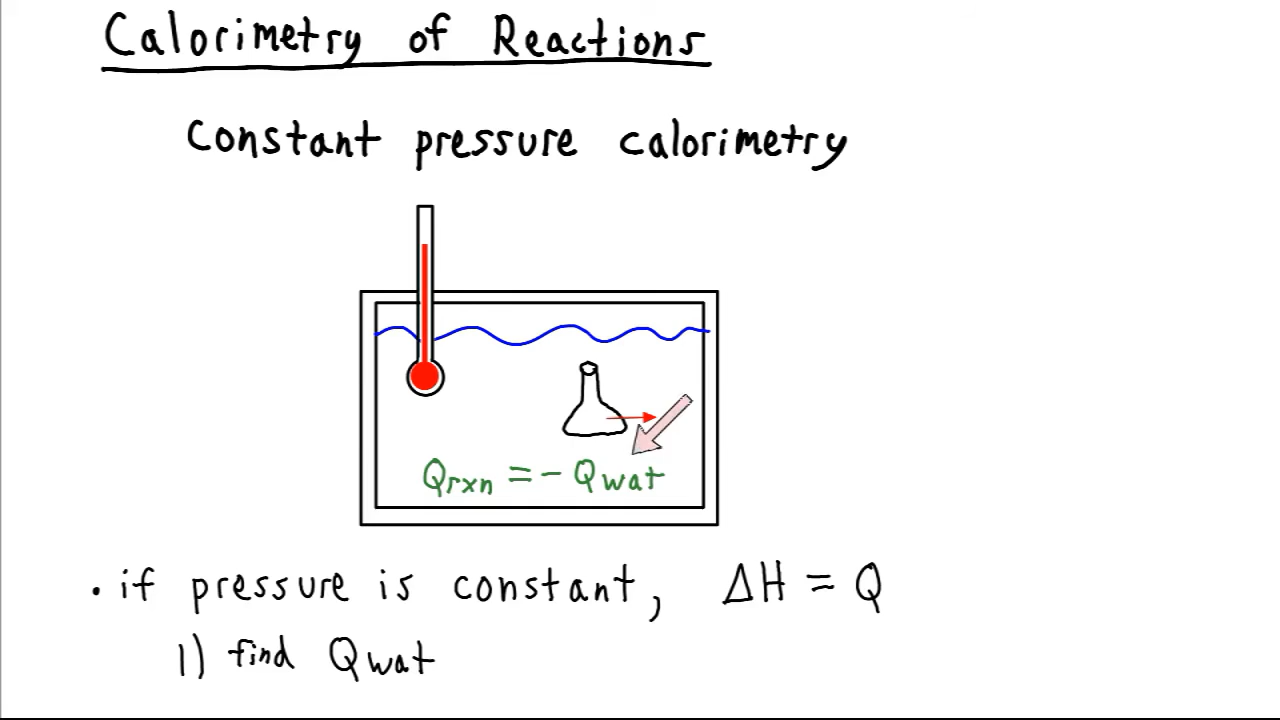 Calorimetry of Reactions
Constant pressure calorimetry
Qrxn = - Qwat
• if pressure is constant, ΔH = Q
1) find Qwat